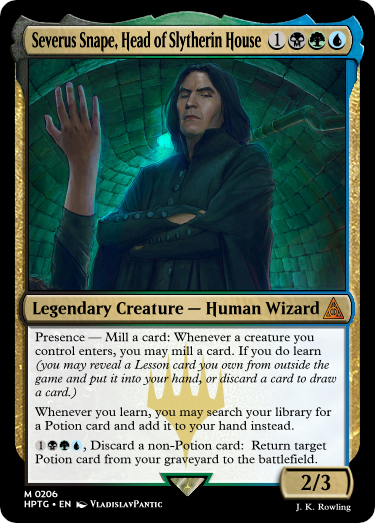 Severus Snape, Head of Slytherin House 1
Legendary Creature — Human Wizard
Presence — Mill a card: Whenever a creature you
control enters, you may mill a card. If you do learn
(you may reveal a Lesson card you own from outside
the game and put it into your hand, or discard a card to draw
a card.)
Whenever you learn, you may search your library for
a Potion card and add it to your hand instead.
1, Discard a non-Potion card: Return target
Potion card from your graveyard to the battlefield.
2/3
M 0206
HPTG • EN VladislavPantic
J. K. Rowling